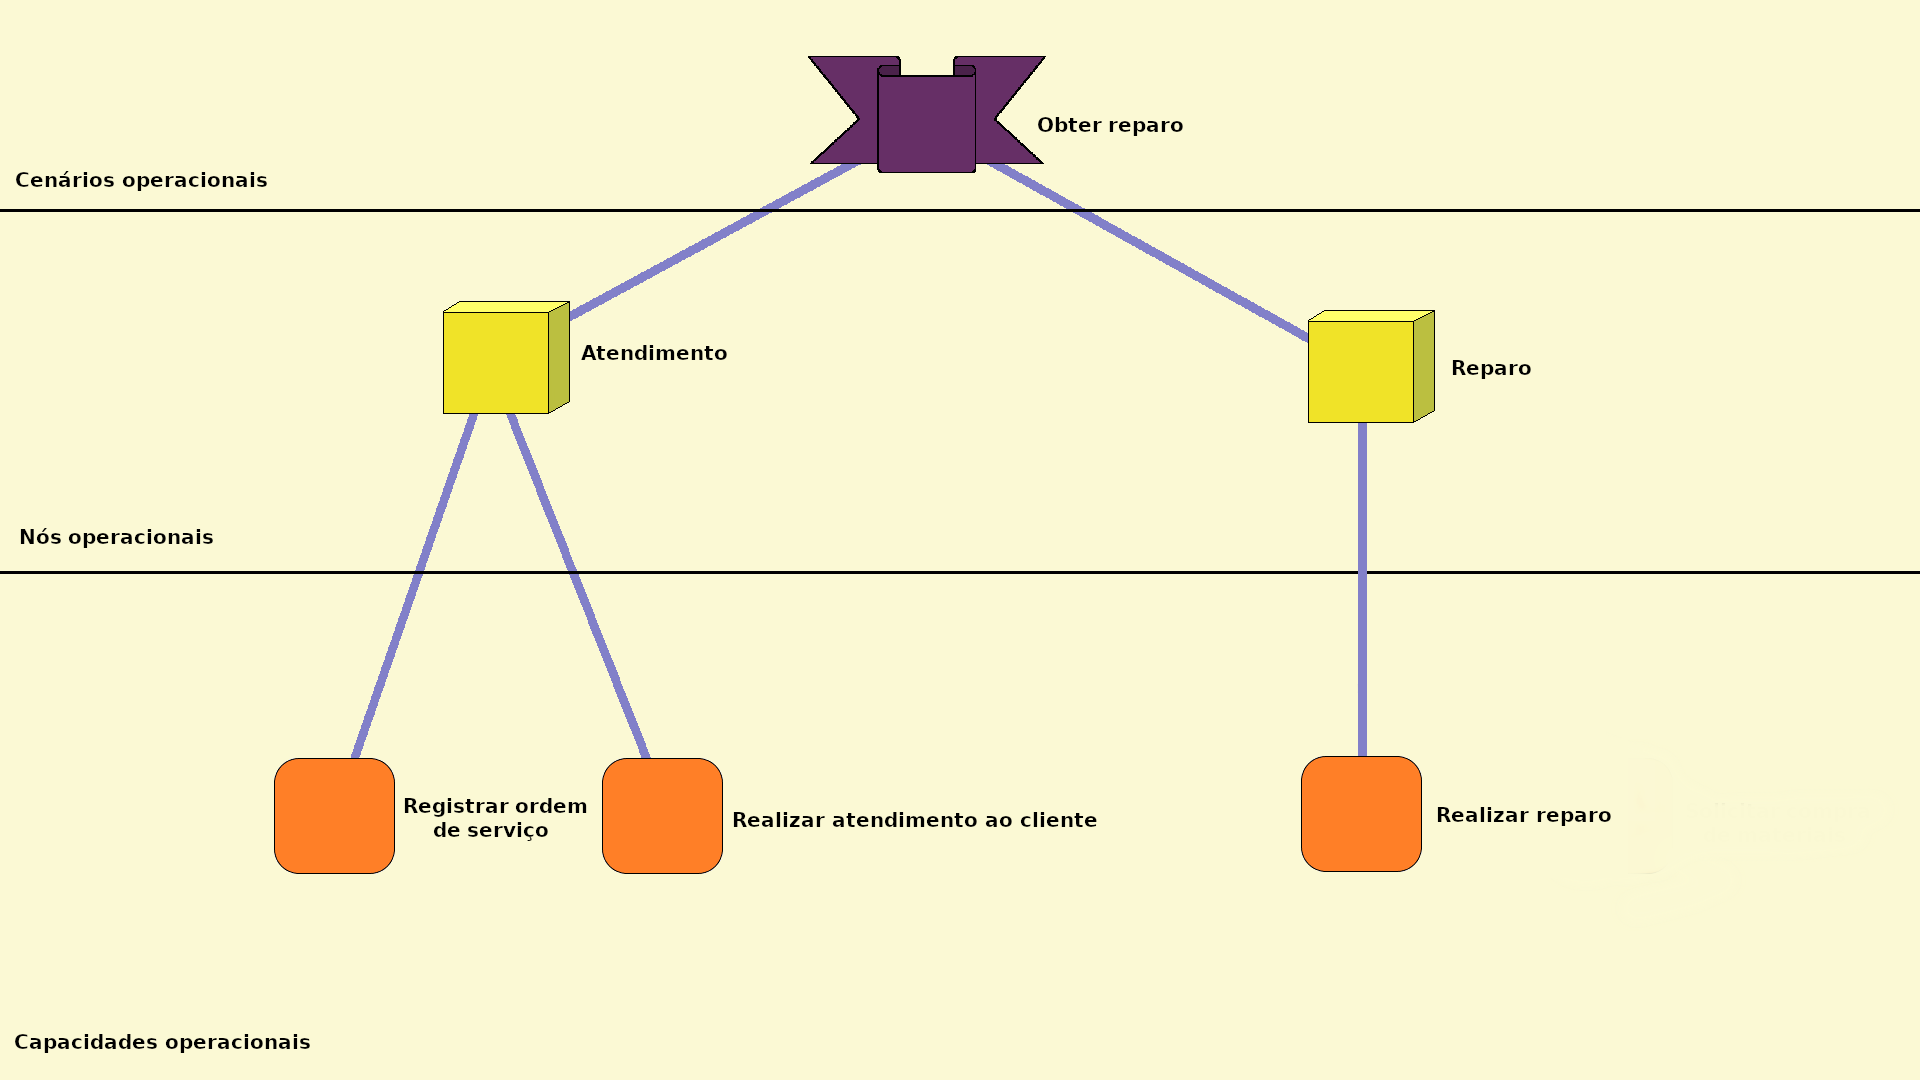 Obter reparo
Cenários operacionais
Atendimento
Reparo
Nós operacionais
Registrar ordem
de serviço
Realizar atendimento ao cliente
Realizar reparo
Capacidades operacionais